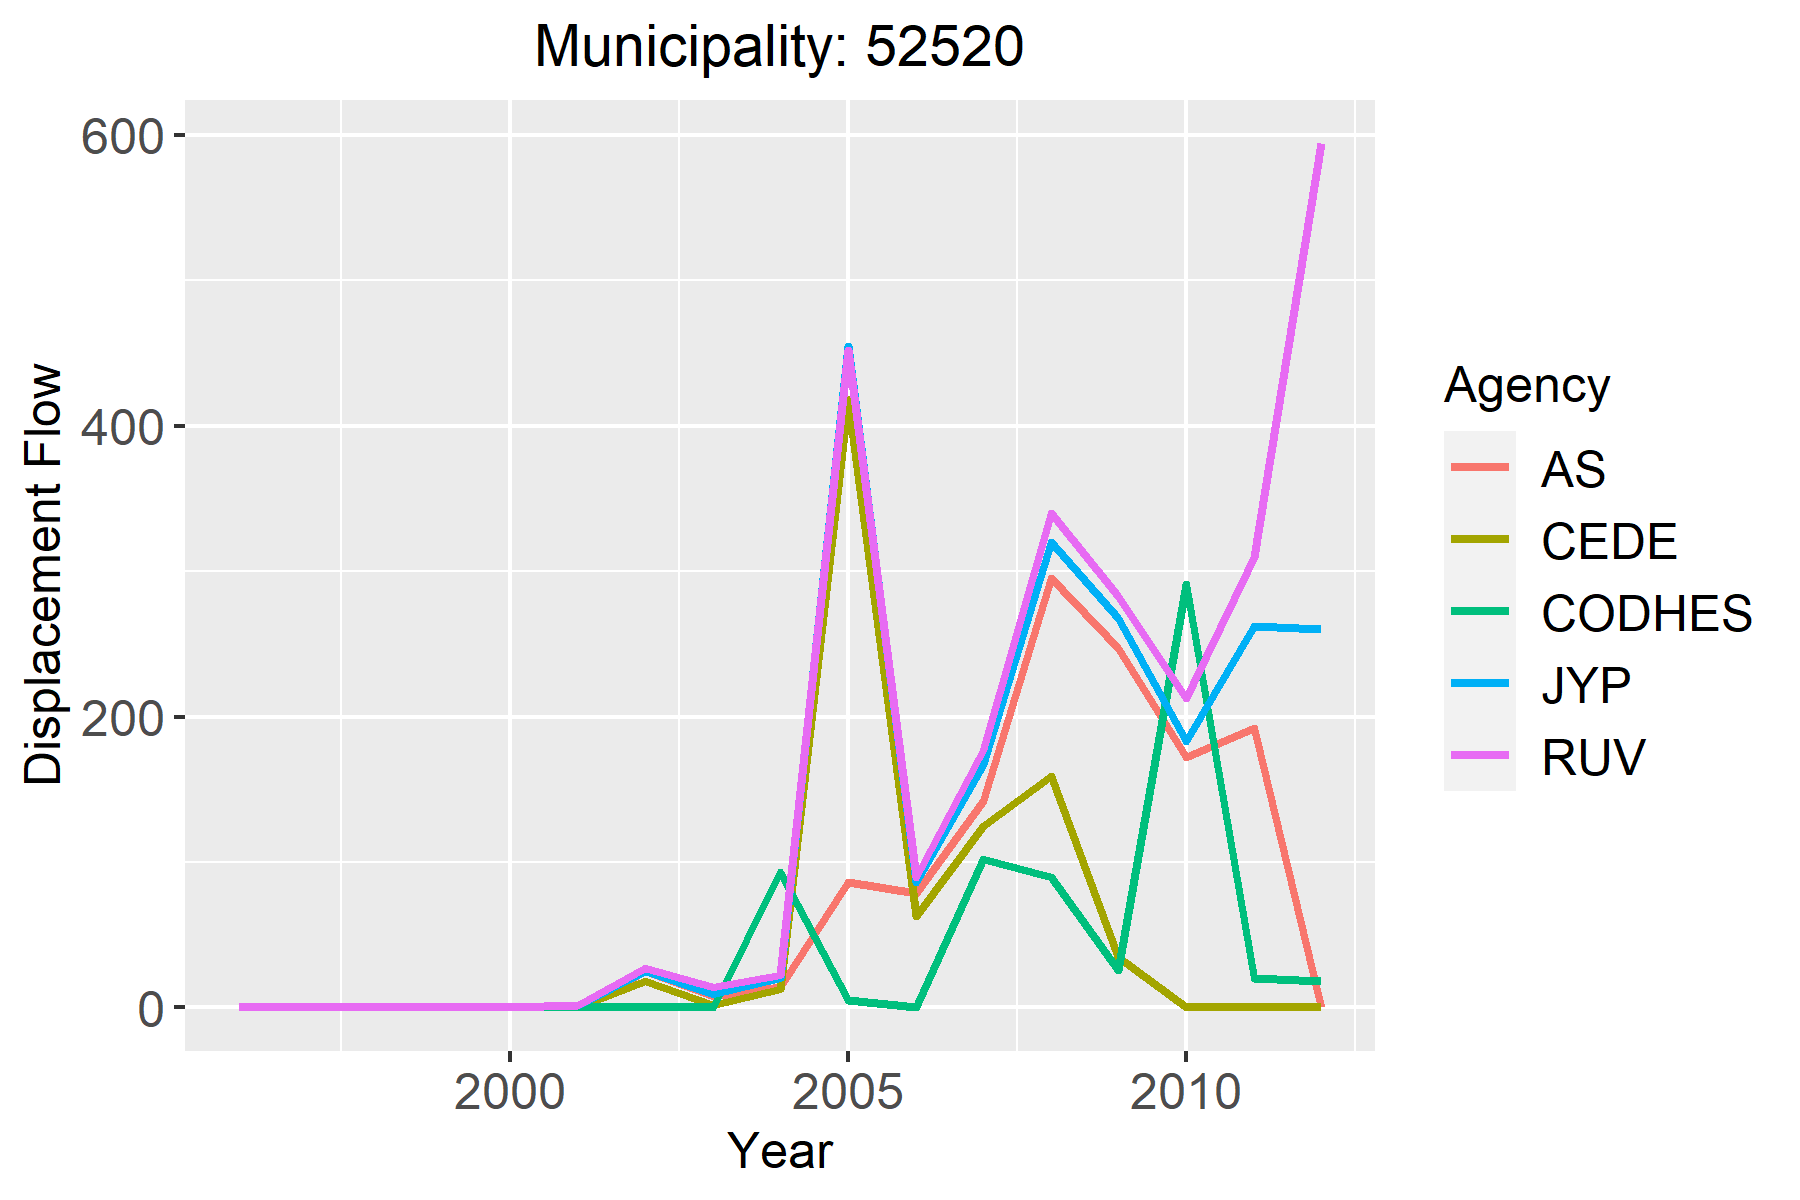 Municipality: 52520
600
400
200
0
Displacement Flow
2000
2005
2010
Year
Agency
AS
CEDE
CODHES
JYP
RUV